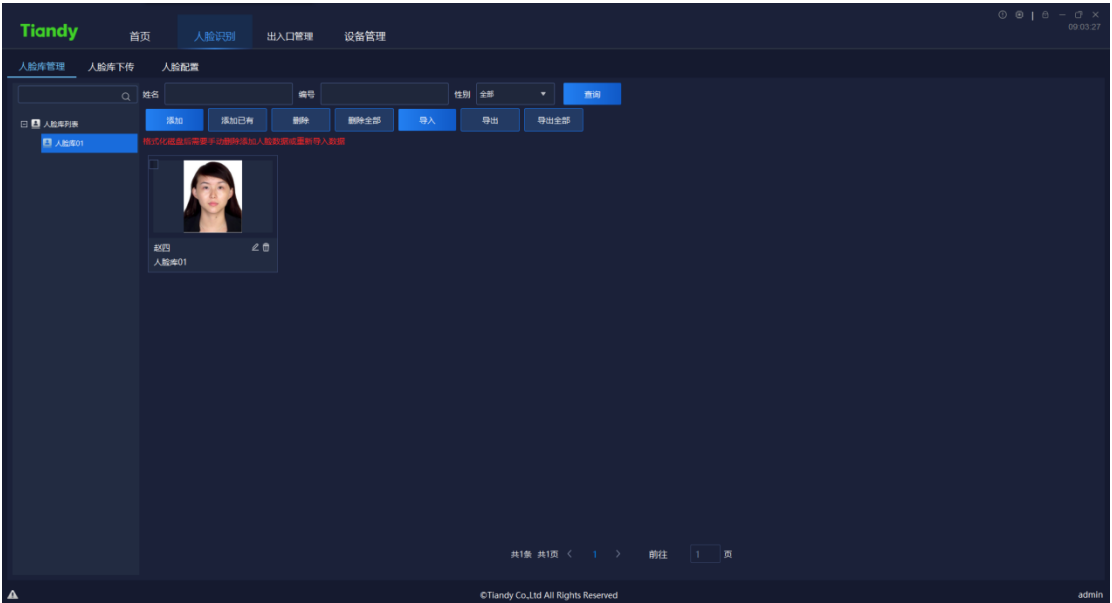 09:03:27
Tiandy 首页 人脸识别 出入口管理 设备管理
人脸库管理 人脸库下传 人脸配置
姓名 编号 性别 全部 查询
添加 添加已有 删除 删除全部 导入 导出 导出全部
人脸库列表
人脸库01
格式化磁盘后需要手动删除添加人脸数据或重新导入数据
赵四
人脸库01
共1条 共1页 1 前往 1 页
©Tiandy Co.,Ltd All Rights Reserved admin